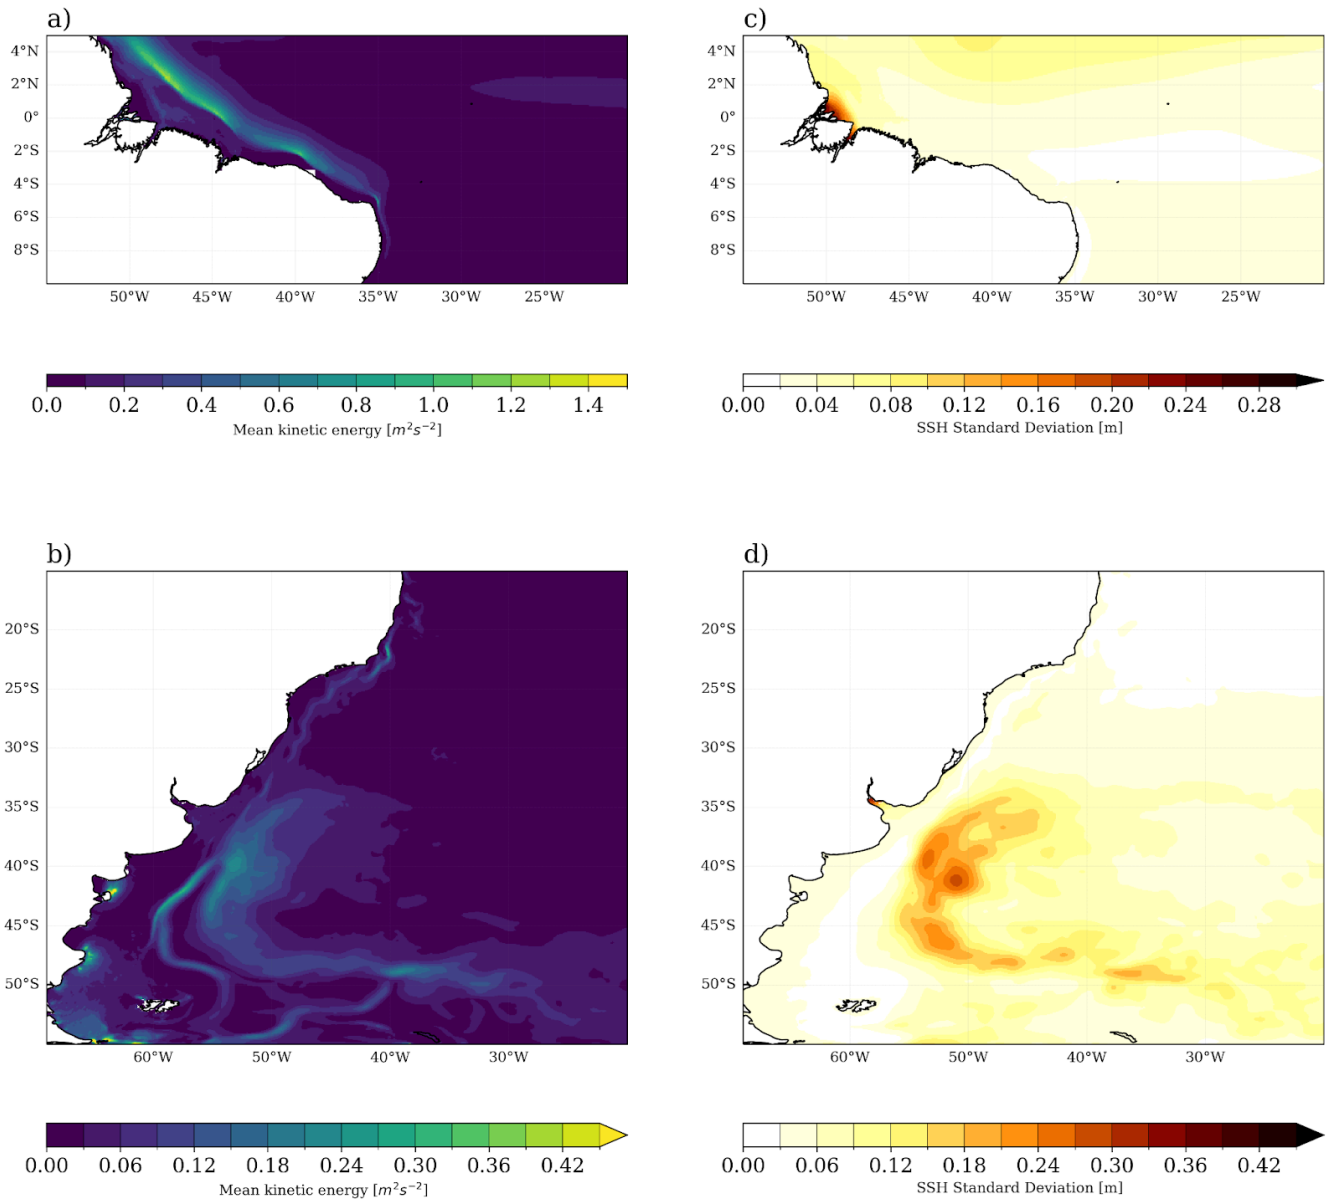 a)
4°N
2°N
0°
2°S
4°S
6°S
8°S
50°W 45°W 40°W 35°W 30°W 25°W
0.0 0.2 0.4 0.6 0.8 1.0 1.2 1.4
Mean kinetic energy [m²s⁻²]
c)
4°N
2°N
0°
2°S
4°S
6°S
8°S
50°W 45°W 40°W 35°W 30°W 25°W
0.00 0.04 0.08 0.12 0.16 0.20 0.24 0.28
SSH Standard Deviation [m]
b)
20°S
25°S
30°S
35°S
40°S
45°S
50°S
60°W 50°W 40°W 30°W
0.00 0.06 0.12 0.18 0.24 0.30 0.36 0.42
Mean kinetic energy [m²s⁻²]
d)
20°S
25°S
30°S
35°S
40°S
45°S
50°S
60°W 50°W 40°W 30°W
0.00 0.06 0.12 0.18 0.24 0.30 0.36 0.42
SSH Standard Deviation [m]